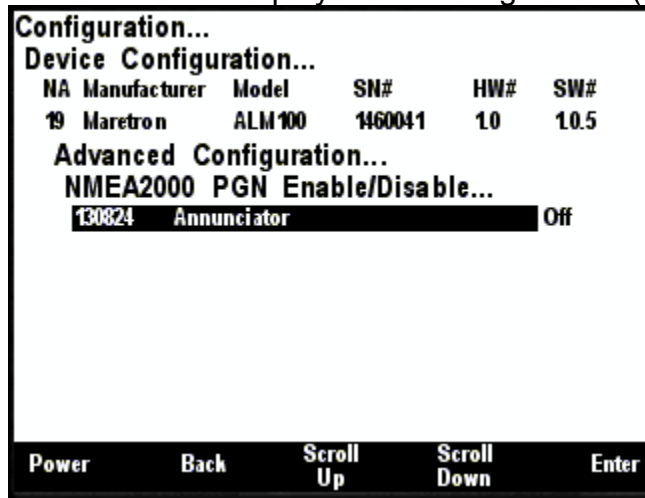 Configuration...
Device Configuration...
NA Manufacturer Model SN# HW# SW#
19 Maretron ALM100 1460041 1.0 1.0.5
Advanced Configuration...
NMEA2000 PGN Enable/Disable...
130824 Annunciator Off
Power Back Scroll Up Scroll Down Enter